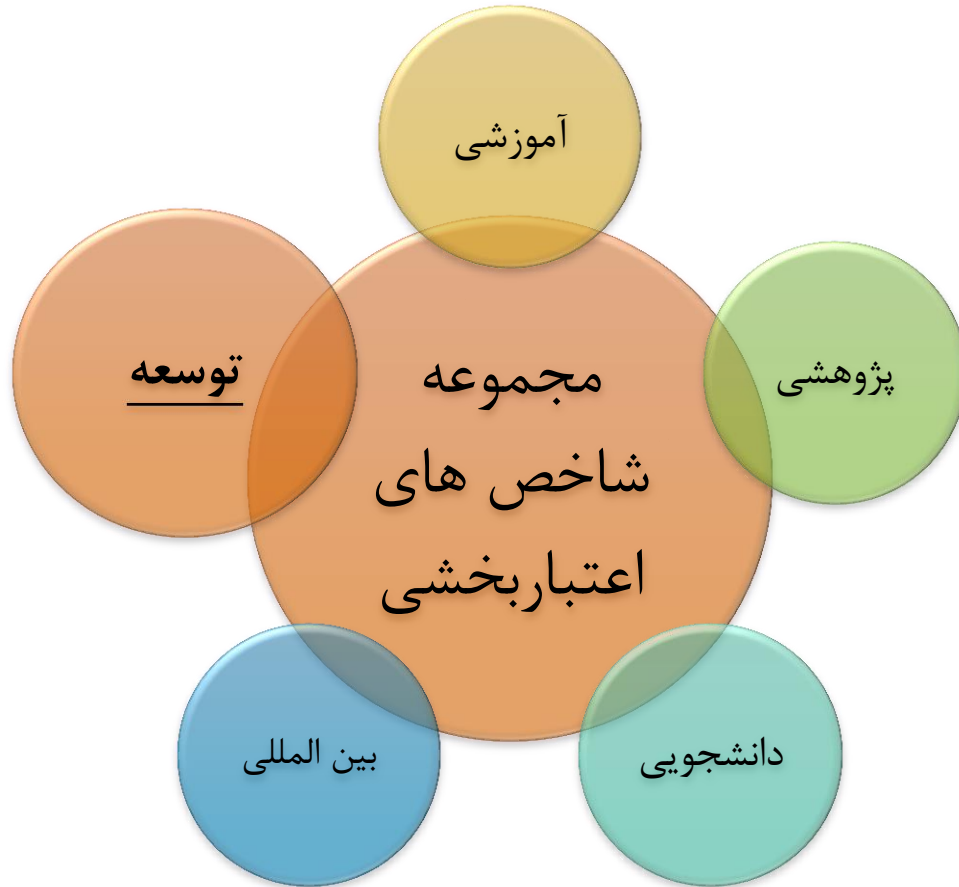 آموزشی
توسعه
مجموعه
شاخص های
اعتباربخشی
پژوهشی
بین المللی
دانشجویی